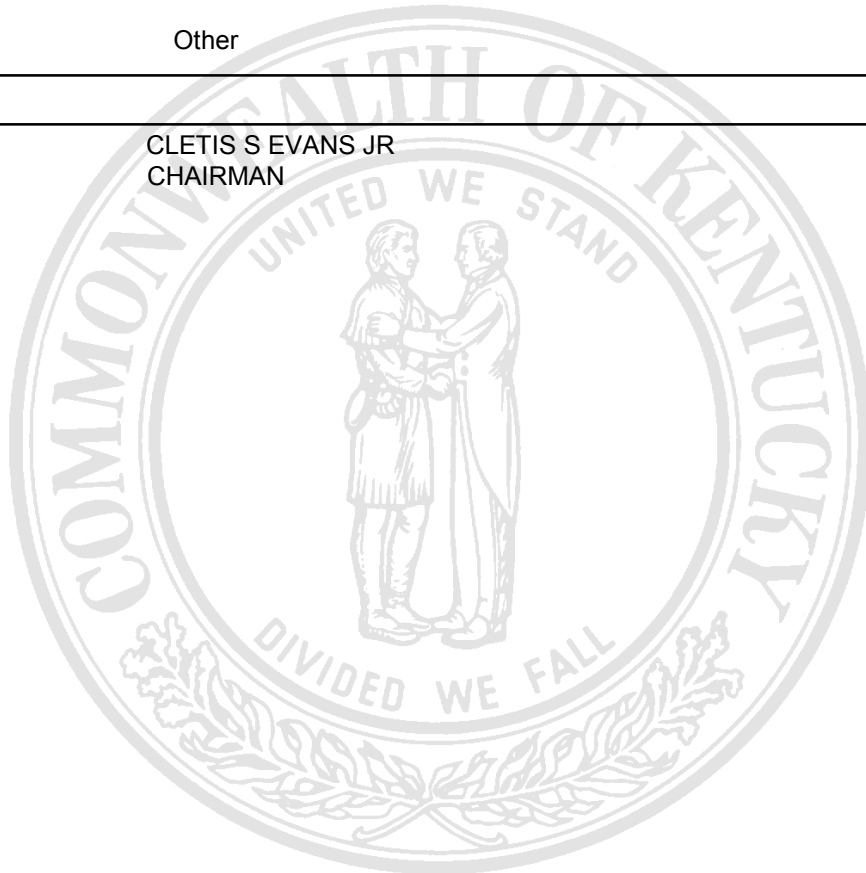 Other
CLETIS S EVANS JR
CHAIRMAN
COMMONWEALTH OF KENTUCKY
UNITED WE STAND
DIVIDED WE FALL